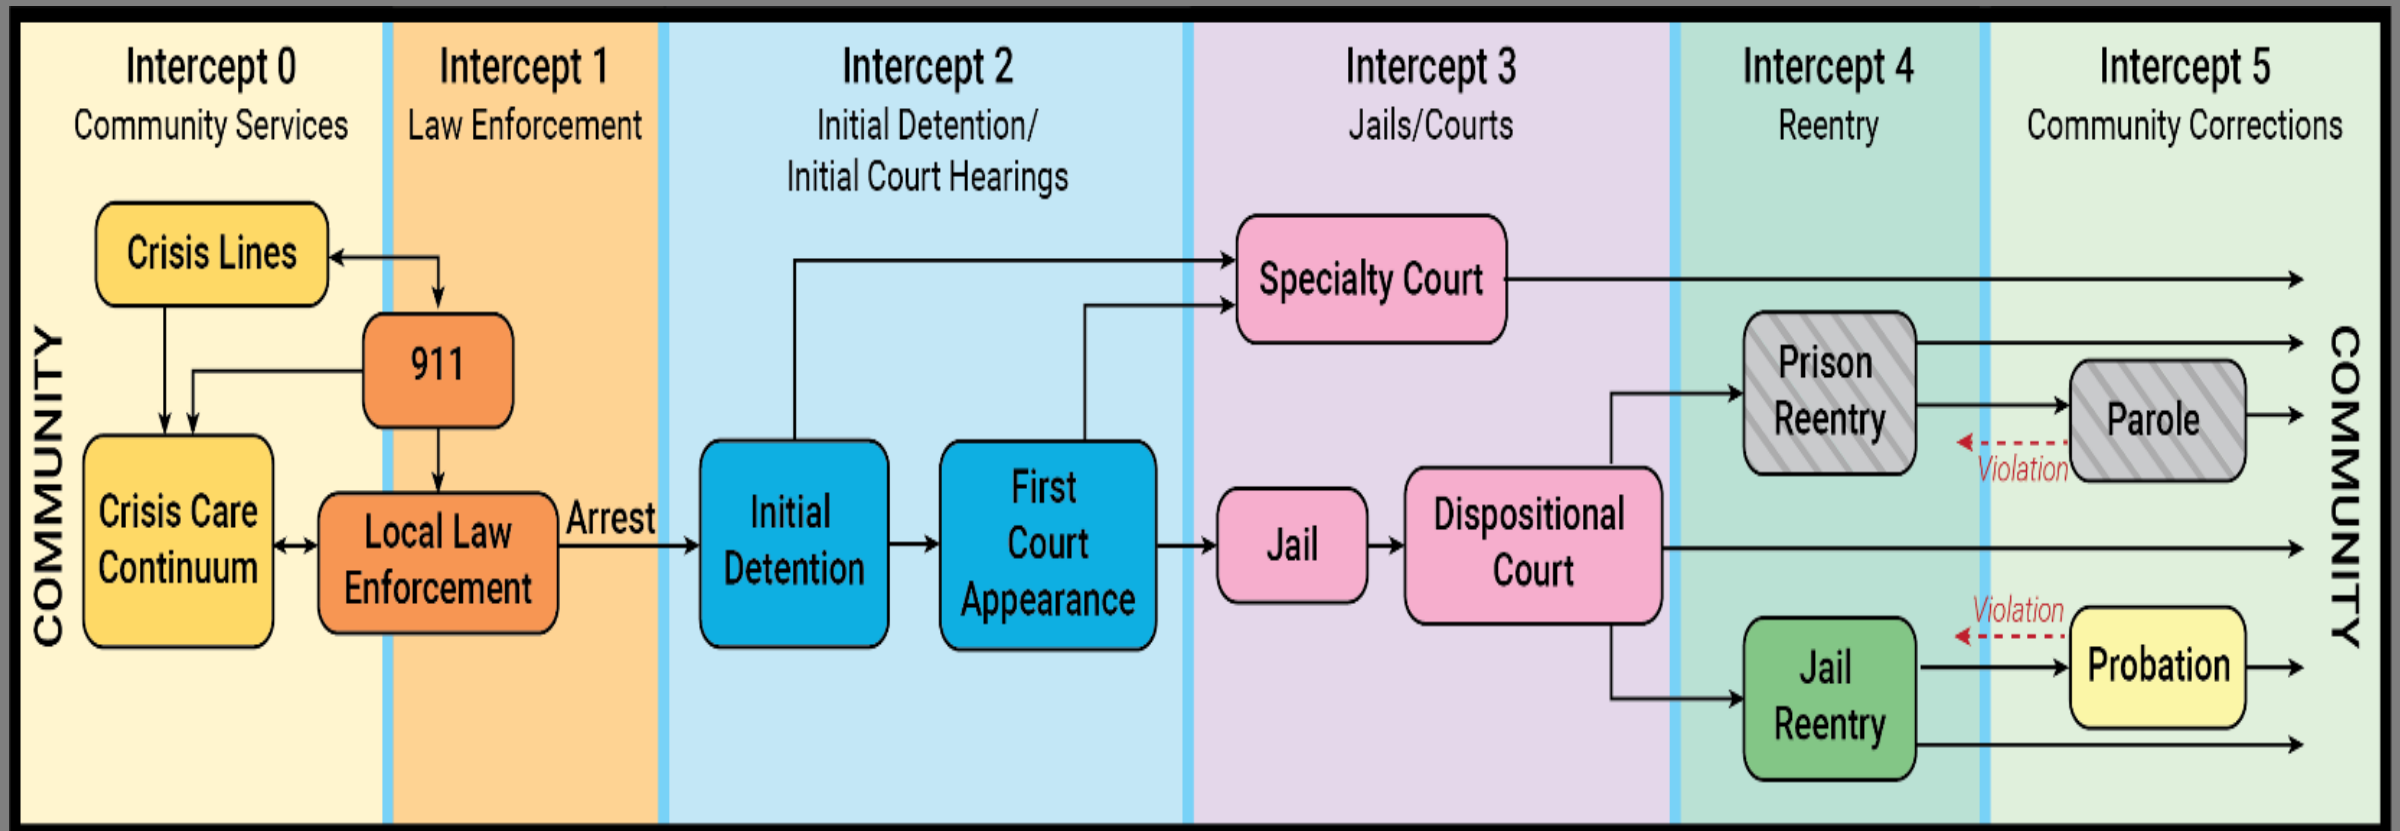 Intercept 0
Community Services
Intercept 1
Law Enforcement
Intercept 2
Initial Detention/
Initial Court Hearings
Intercept 3
Jails/Courts
Intercept 4
Reentry
Intercept 5
Community Corrections
COMMUNITY
Crisis Lines
911
Crisis Care
Continuum
Local Law
Enforcement
Arrest
Initial
Detention
First
Court
Appearance
Specialty Court
Jail
Dispositional
Court
Prison
Reentry
Parole
Violation
Jail
Reentry
Violation
Probation
COMMUNITY